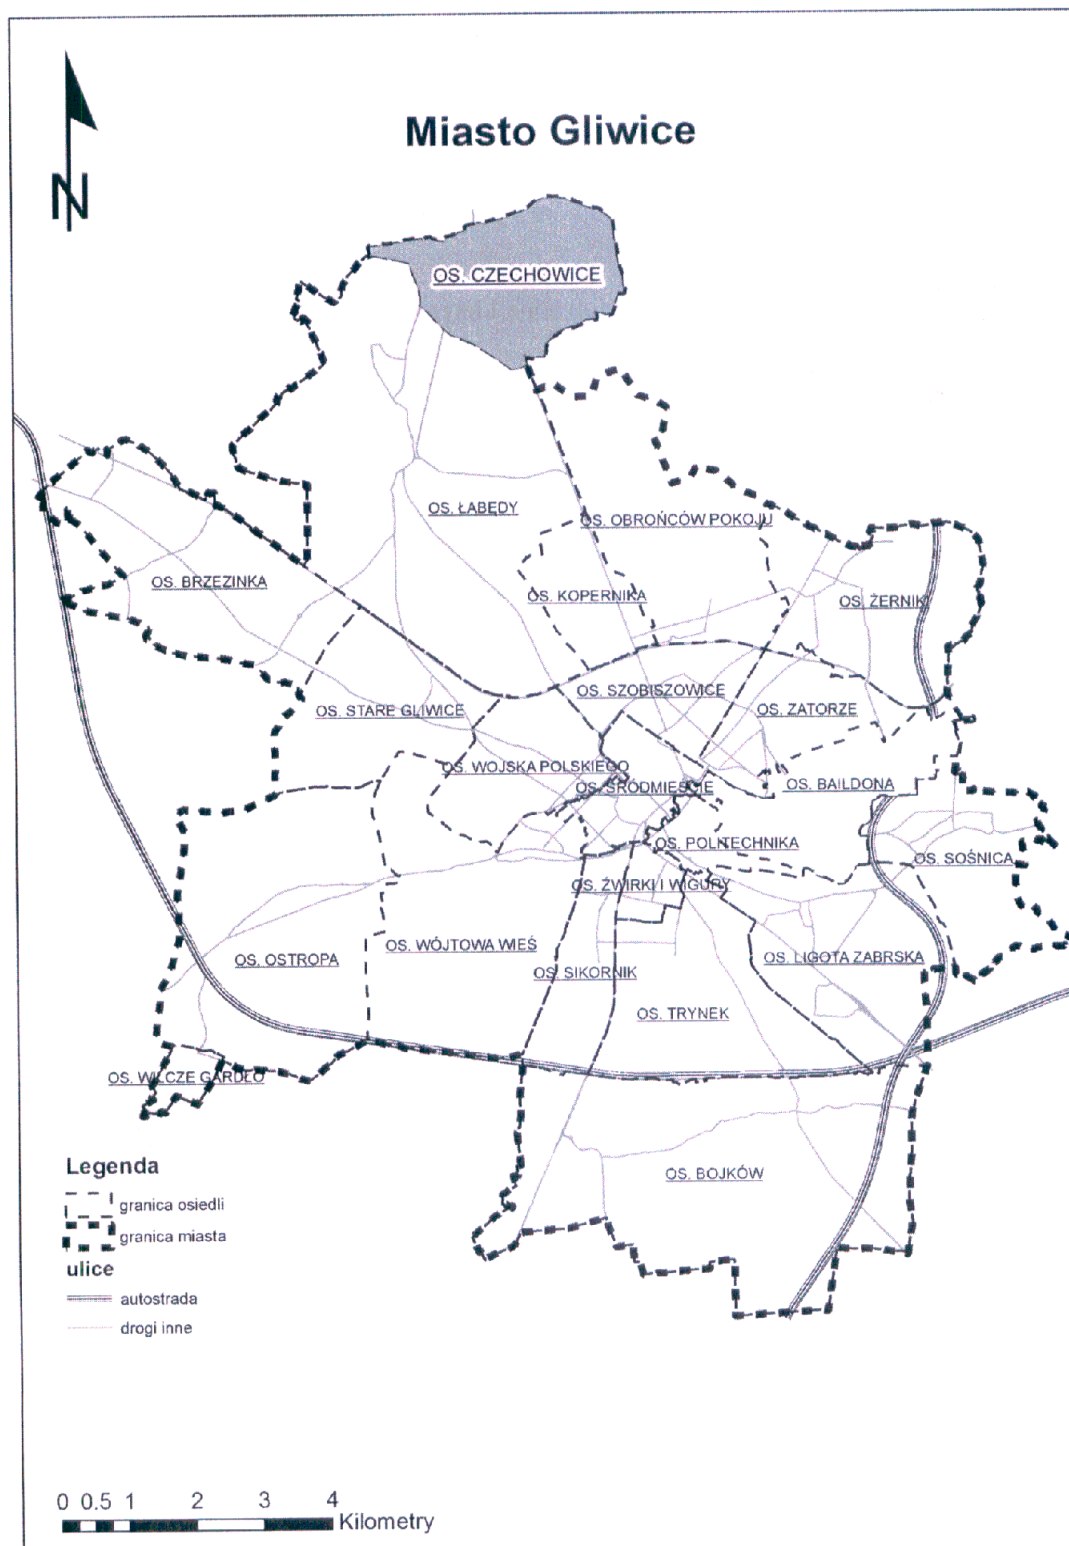 N
Miasto Gliwice
OS. CZECHOWICE
OS. ŁABĘDY
OS. OBROŃCÓW POKOJU
OS. BRZEZINKA
OS. KOPERNIKA
OS. ŻERNIKI
OS. SZOBISZOWICE
OS. STARE GLIWICE
OS. ZATORZE
OS. WOJSKA POLSKIEGO
OS. ŚRÓDMIEŚCIE
OS. BAILDONA
OS. POLITECHNIKA
OS. SOŚNICA
OS. ŻWIRKI I WIGURY
OS. WÓJTOWA WIEŚ
OS. OSTROPA
OS. SIKORNIK
OS. LIGOTA ZABRSKA
OS. TRYNEK
OS. WILCZE GARDŁO
OS. BOJKÓW
Legenda
granica osiedli
granica miasta
ulice
autostrada
drogi inne
0 0.5 1 2 3 4
Kilometry